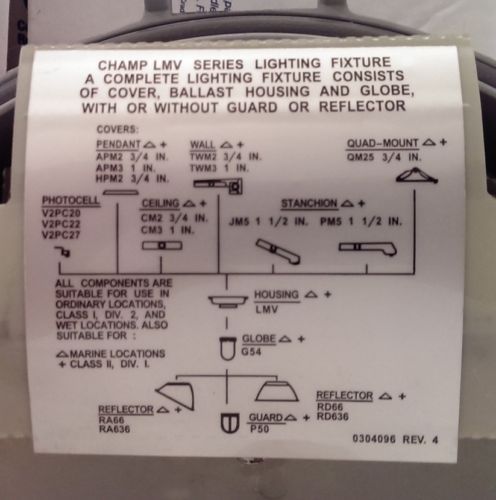 CHAMP LMV SERIES LIGHTING FIXTURE
A COMPLETE LIGHTING FIXTURE CONSISTS
OF COVER, BALLAST HOUSING AND GLOBE,
WITH OR WITHOUT GUARD OR REFLECTOR
COVERS:
PENDANT △ +
APM2 3/4 IN.
APM3 1 IN.
HPM2 3/4 IN.
WALL △ +
TWM2 3/4 IN.
TWM3 1 IN.
QUAD-MOUNT △ +
QM25 3/4 IN.
PHOTOCELL
V2PC20
V2PC22
V2PC27
CEILING △ +
CM2 3/4 IN.
CM3 1 IN.
STANCHION △ +
JM5 1 1/2 IN. PM5 1 1/2 IN.
ALL COMPONENTS ARE
SUITABLE FOR USE IN
ORDINARY LOCATIONS,
CLASS I, DIV. 2, AND
WET LOCATIONS. ALSO
SUITABLE FOR :
△ MARINE LOCATIONS
+ CLASS II, DIV. I.
HOUSING △ +
LMV
GLOBE △ +
G54
REFLECTOR △ +
RA66
RA636
GUARD △ +
P50
REFLECTOR △ +
RD66
RD636
0304096 REV. 4